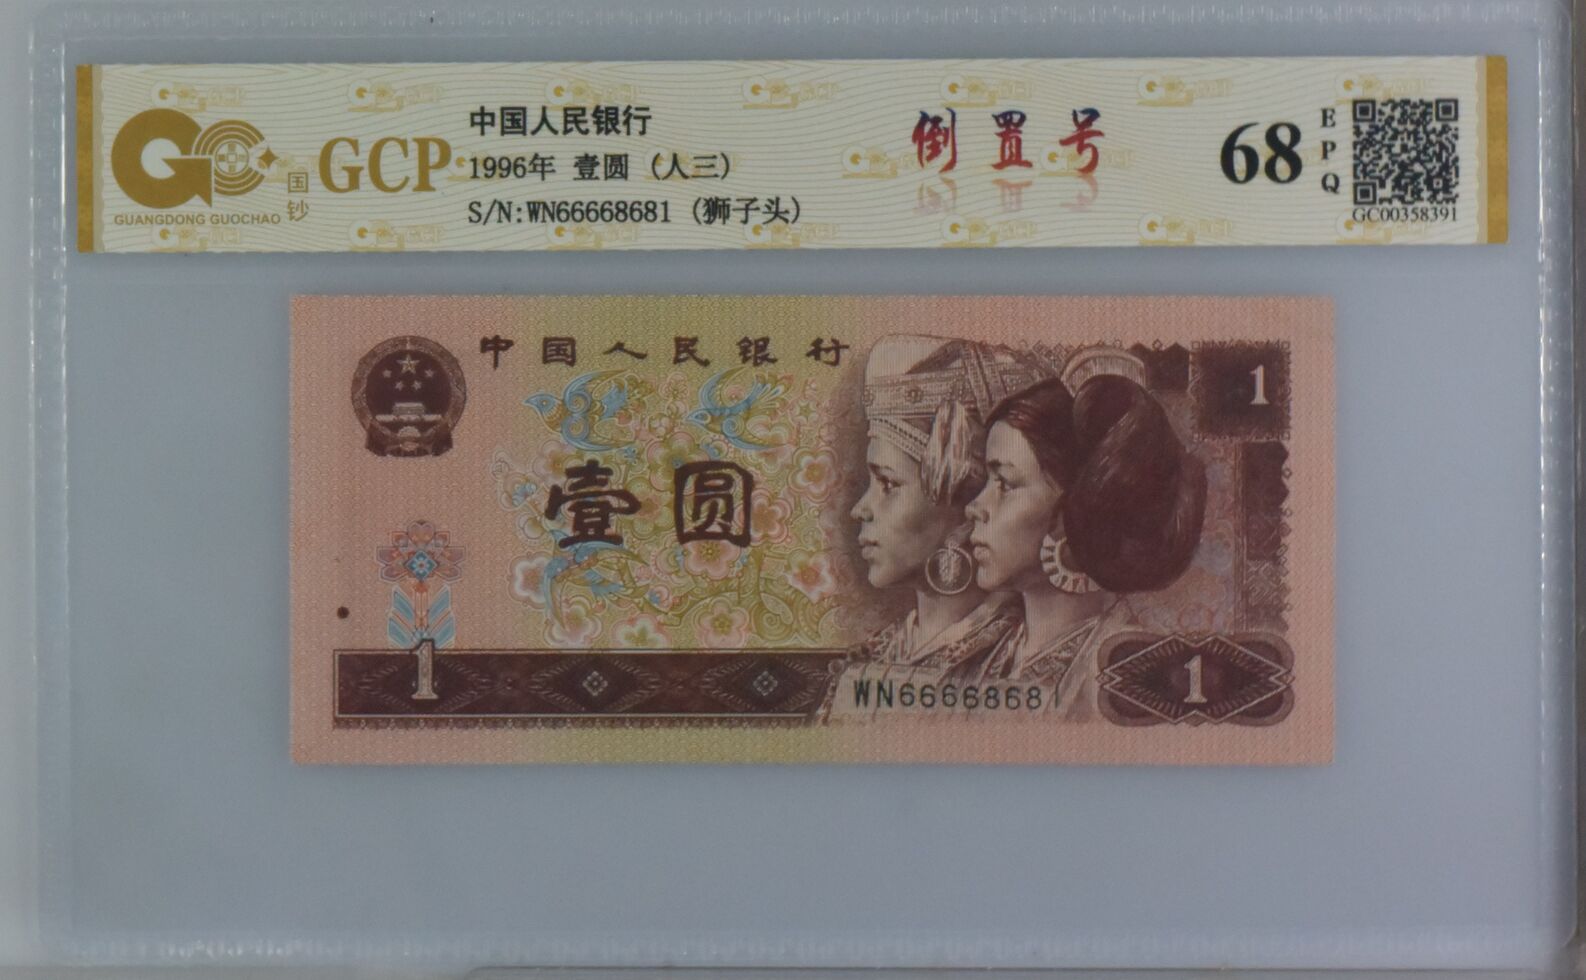 国钞
GUANGDONG GUOCHAO
GCP
中国人民银行
1996年 壹圆 (人三)
S/N:WN66668681 (狮子头)
倒置号
68
EPQ
GC00358391
中国人民银行
1
壹圆
1
WN66668681
1